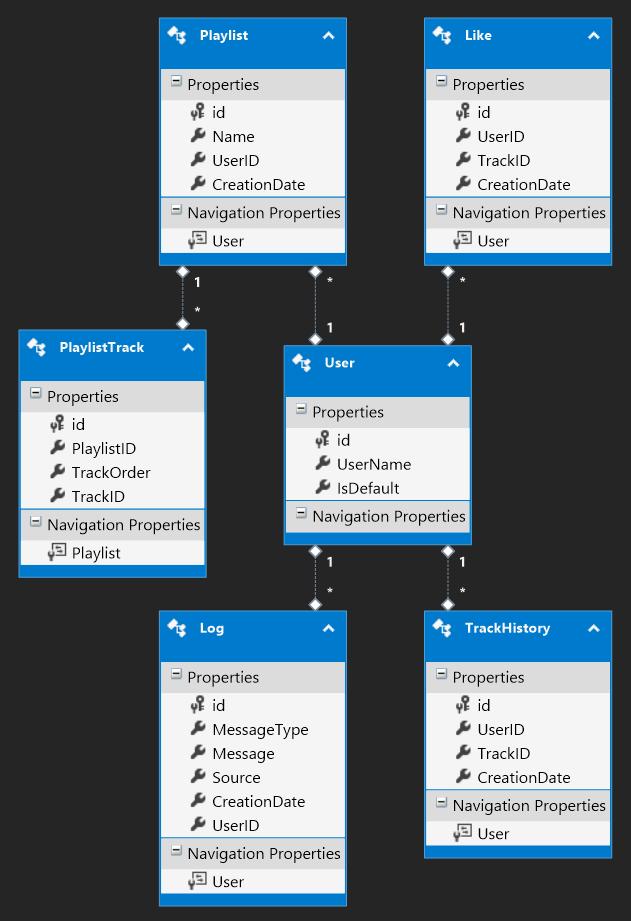 Playlist
Properties
id
Name
UserID
CreationDate
Navigation Properties
User
Like
Properties
id
UserID
TrackID
CreationDate
Navigation Properties
User
1
*
*
1
*
1
PlaylistTrack
Properties
id
PlaylistID
TrackOrder
TrackID
Navigation Properties
Playlist
User
Properties
id
UserName
IsDefault
Navigation Properties
1
*
1
*
Log
Properties
id
MessageType
Message
Source
CreationDate
UserID
Navigation Properties
User
TrackHistory
Properties
id
UserID
TrackID
CreationDate
Navigation Properties
User